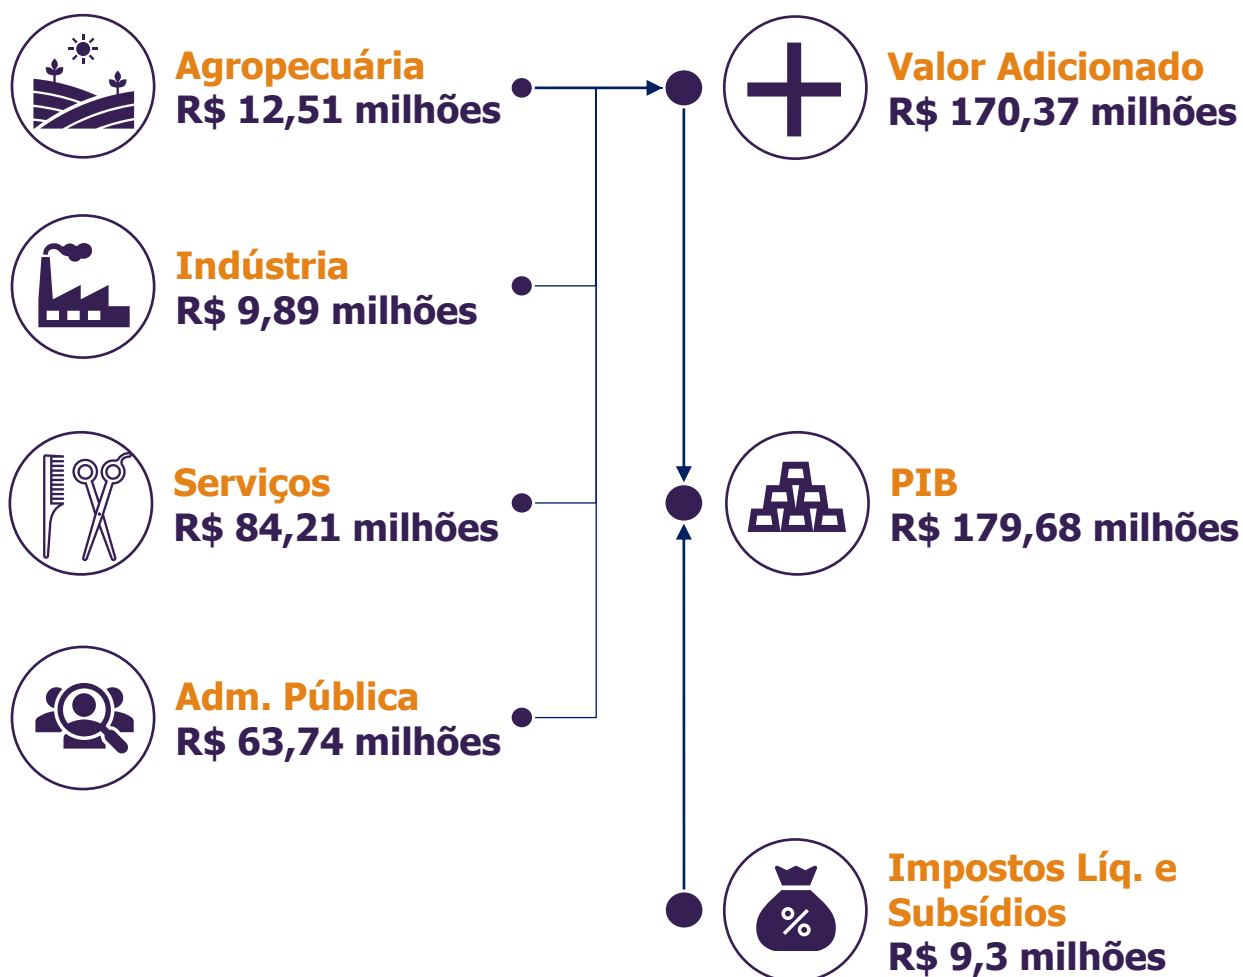 Agropecuária
R$ 12,51 milhões
Indústria
R$ 9,89 milhões
Serviços
R$ 84,21 milhões
Adm. Pública
R$ 63,74 milhões
Valor Adicionado
R$ 170,37 milhões
PIB
R$ 179,68 milhões
%
Impostos Líq. e
Subsídios
R$ 9,3 milhões